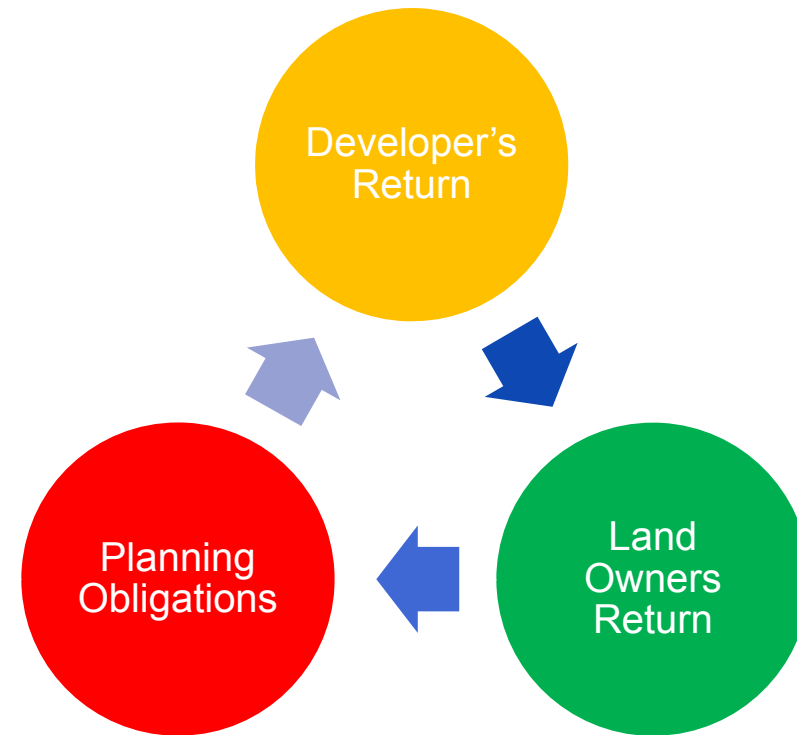 Developer’s
Return
Planning
Obligations
Land
Owners
Return